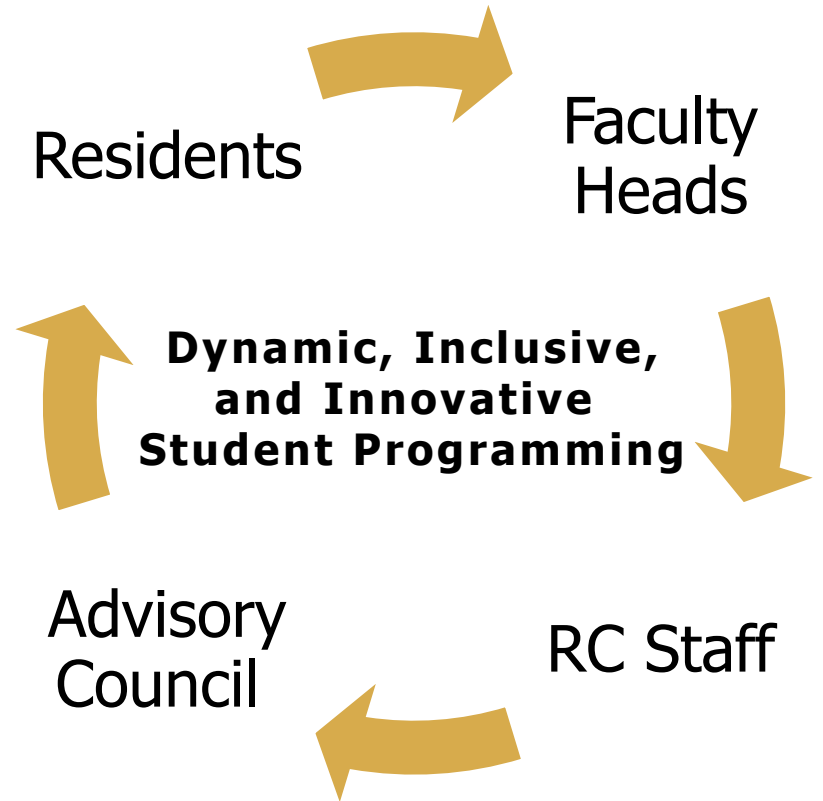 Residents
Faculty
Heads
Dynamic, Inclusive,
and Innovative
Student Programming
Advisory
Council
RC Staff